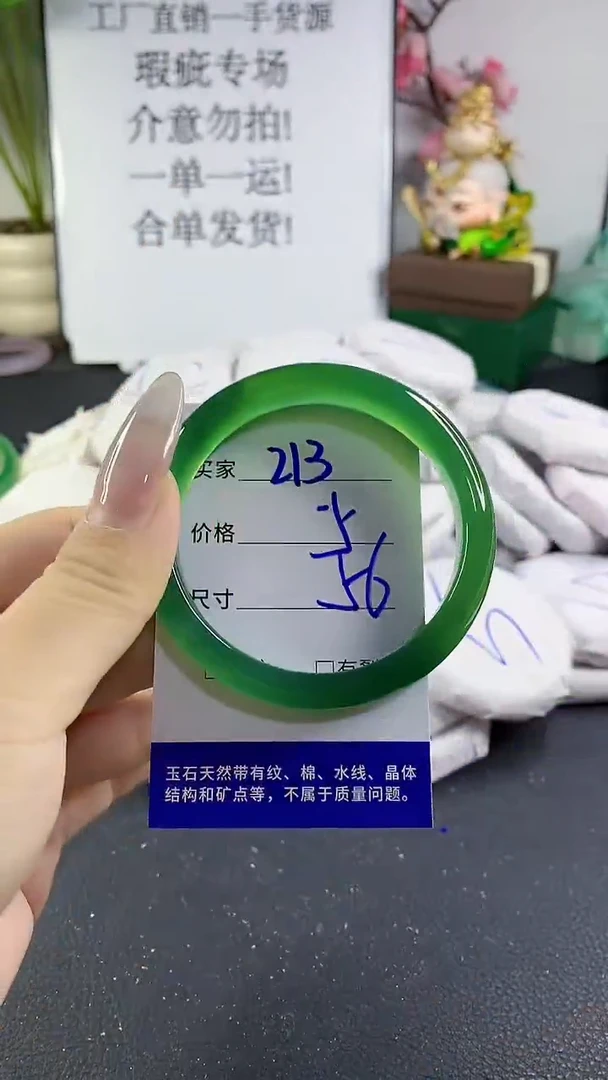 工厂直销一手货源
瑕疵专场
介意勿拍!
一单一运!
合单发货!
买家 213
价格
尺寸 56
玉石天然带有纹、棉、水线、晶体
结构和矿点等，不属于质量问题。